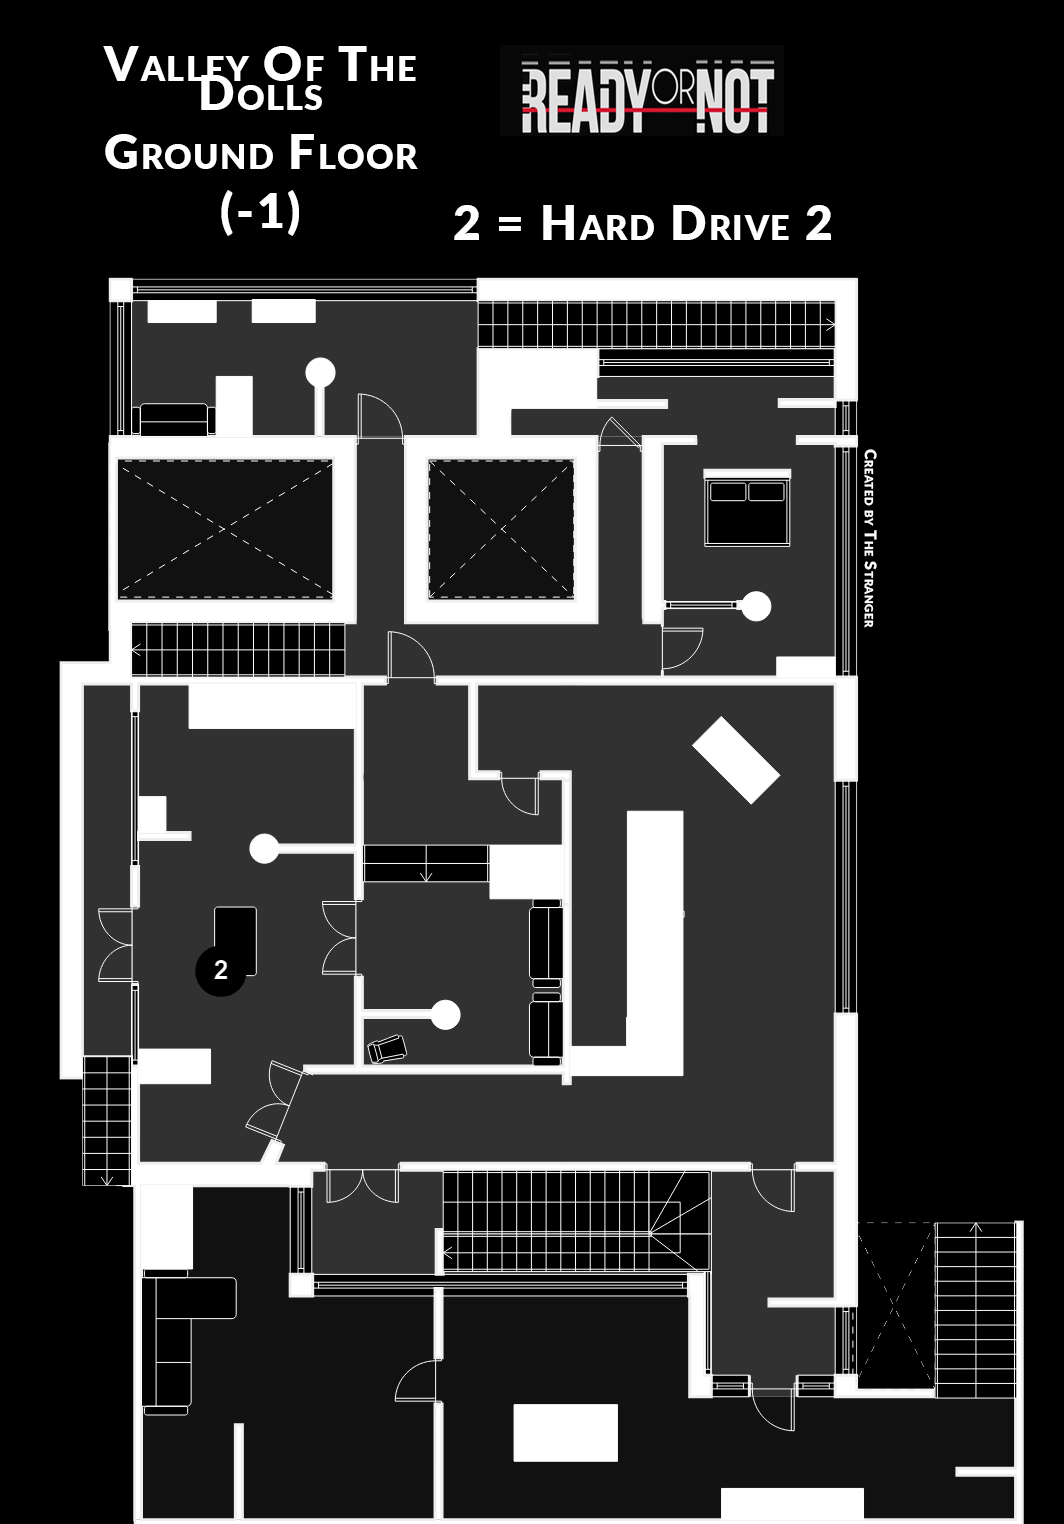 Valley Of The
Dolls
Ground Floor
(-1)
READY OR NOT
2 = Hard Drive 2
Created by The Stranger
2